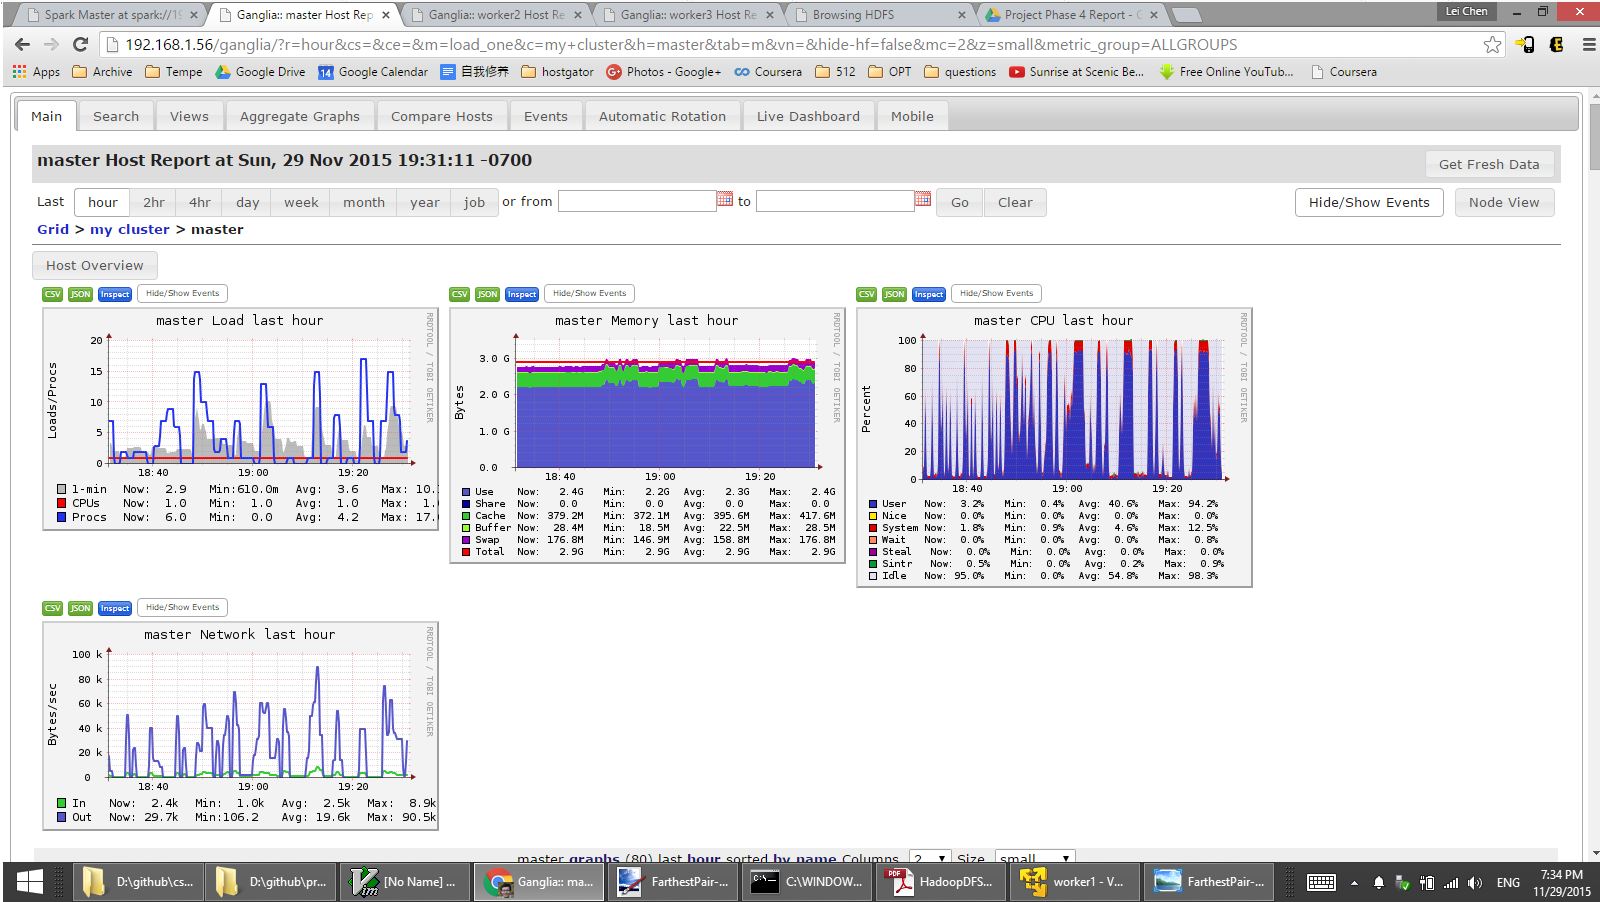 Spark Master at spark://19
Ganglia:: master Host Rep
Ganglia:: worker2 Host Re
Ganglia:: worker3 Host Re
Browsing HDFS
Project Phase 4 Report - G
Lei Chen
192.168.1.56/ganglia/?r=hour&cs=&ce=&m=load_one&c=my+cluster&h=master&tab=m&vn=&hide-hf=false&mc=2&z=small&metric_group=ALLGROUPS
Apps Archive Tempe Google Drive 14 Google Calendar 自我修养 hostgator Photos - Google+ Coursera 512 OPT questions Sunrise at Scenic Be... Free Online YouTub... Coursera
Main Search Views Aggregate Graphs Compare Hosts Events Automatic Rotation Live Dashboard Mobile
master Host Report at Sun, 29 Nov 2015 19:31:11 -0700
Get Fresh Data
Last hour 2hr 4hr day week month year job or from to Go Clear Hide/Show Events Node View
Grid > my cluster > master
Host Overview
CSV JSON Inspect Hide/Show Events
master Load last hour
RRDTOOL / TOBI OETIKER
Loads/Procs
20
15
10
5
0
18:40 19:00 19:20
1-min Now: 2.9 Min:610.0m Avg: 3.6 Max: 10.
CPUs Now: 1.0 Min: 1.0 Avg: 1.0 Max: 1.
Procs Now: 6.0 Min: 0.0 Avg: 4.2 Max: 17.
CSV JSON Inspect Hide/Show Events
master Memory last hour
RRDTOOL / TOBI OETIKER
Bytes
3.0 G
2.0 G
1.0 G
0.0
18:40 19:00 19:20
Use Now: 2.4G Min: 2.2G Avg: 2.3G Max: 2.4G
Share Now: 0.0 Min: 0.0 Avg: 0.0 Max: 0.0
Cache Now: 379.2M Min: 372.1M Avg: 395.6M Max: 417.6M
Buffer Now: 28.4M Min: 18.5M Avg: 22.5M Max: 28.5M
Swap Now: 176.8M Min: 146.9M Avg: 158.8M Max: 176.8M
Total Now: 2.9G Min: 2.9G Avg: 2.9G Max: 2.9G
CSV JSON Inspect Hide/Show Events
master CPU last hour
RRDTOOL / TOBI OETIKER
Percent
100
80
60
40
20
0
18:40 19:00 19:20
User Now: 3.2% Min: 0.4% Avg: 40.6% Max: 94.2%
Nice Now: 0.0% Min: 0.0% Avg: 0.0% Max: 0.0%
System Now: 1.8% Min: 0.9% Avg: 4.6% Max: 12.5%
Wait Now: 0.0% Min: 0.0% Avg: 0.0% Max: 0.8%
Steal Now: 0.0% Min: 0.0% Avg: 0.0% Max: 0.0%
Sintr Now: 0.5% Min: 0.0% Avg: 0.2% Max: 0.9%
Idle Now: 95.0% Min: 0.0% Avg: 54.8% Max: 98.3%
CSV JSON Inspect Hide/Show Events
master Network last hour
RRDTOOL / TOBI OETIKER
Bytes/sec
100 k
80 k
60 k
40 k
20 k
0
18:40 19:00 19:20
In Now: 2.4k Min: 1.0k Avg: 2.5k Max: 8.9k
Out Now: 29.7k Min:106.2 Avg: 19.6k Max: 90.5k
master graphs (80) last hour sorted by name Columns 2 Size small
D:\github\cs... D:\github\pr... [No Name] ... Ganglia:: ma... FarthestPair-... C:\WINDOW... HadoopDFS... worker1 - V... FarthestPair-...
ENG
7:34 PM
11/29/2015